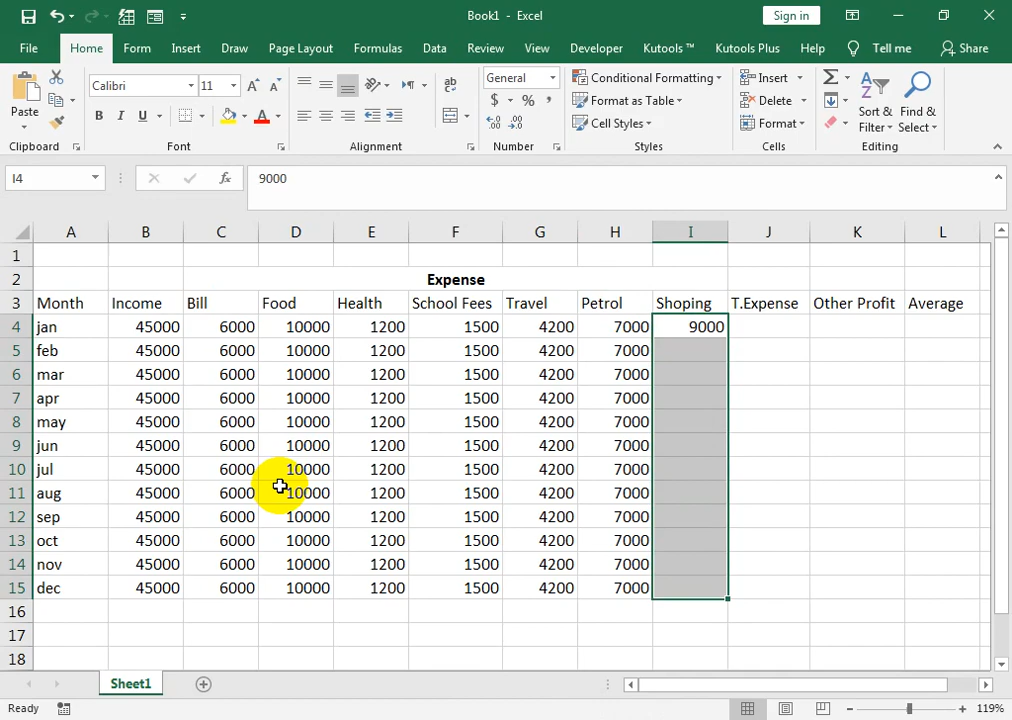 Book1 - Excel
Sign in
File Home Form Insert Draw Page Layout Formulas Data Review View Developer Kutools ™ Kutools Plus Help Tell me Share
Paste
Clipboard
Calibri 11
B I U A
Font
ab c
Alignment
General
$ % ,
Number
Conditional Formatting
Format as Table
Cell Styles
Styles
Insert
Delete
Format
Cells
Sort & Filter
Find & Select
Editing
I4 fx 9000
A B C D E F G H I J K L
1
2 Expense
3 Month Income Bill Food Health School Fees Travel Petrol Shoping T.Expense Other Profit Average
4 jan 45000 6000 10000 1200 1500 4200 7000 9000
5 feb 45000 6000 10000 1200 1500 4200 7000
6 mar 45000 6000 10000 1200 1500 4200 7000
7 apr 45000 6000 10000 1200 1500 4200 7000
8 may 45000 6000 10000 1200 1500 4200 7000
9 jun 45000 6000 10000 1200 1500 4200 7000
10 jul 45000 6000 10000 1200 1500 4200 7000
11 aug 45000 6000 10000 1200 1500 4200 7000
12 sep 45000 6000 10000 1200 1500 4200 7000
13 oct 45000 6000 10000 1200 1500 4200 7000
14 nov 45000 6000 10000 1200 1500 4200 7000
15 dec 45000 6000 10000 1200 1500 4200 7000
16
17
18
Sheet1
Ready
119%